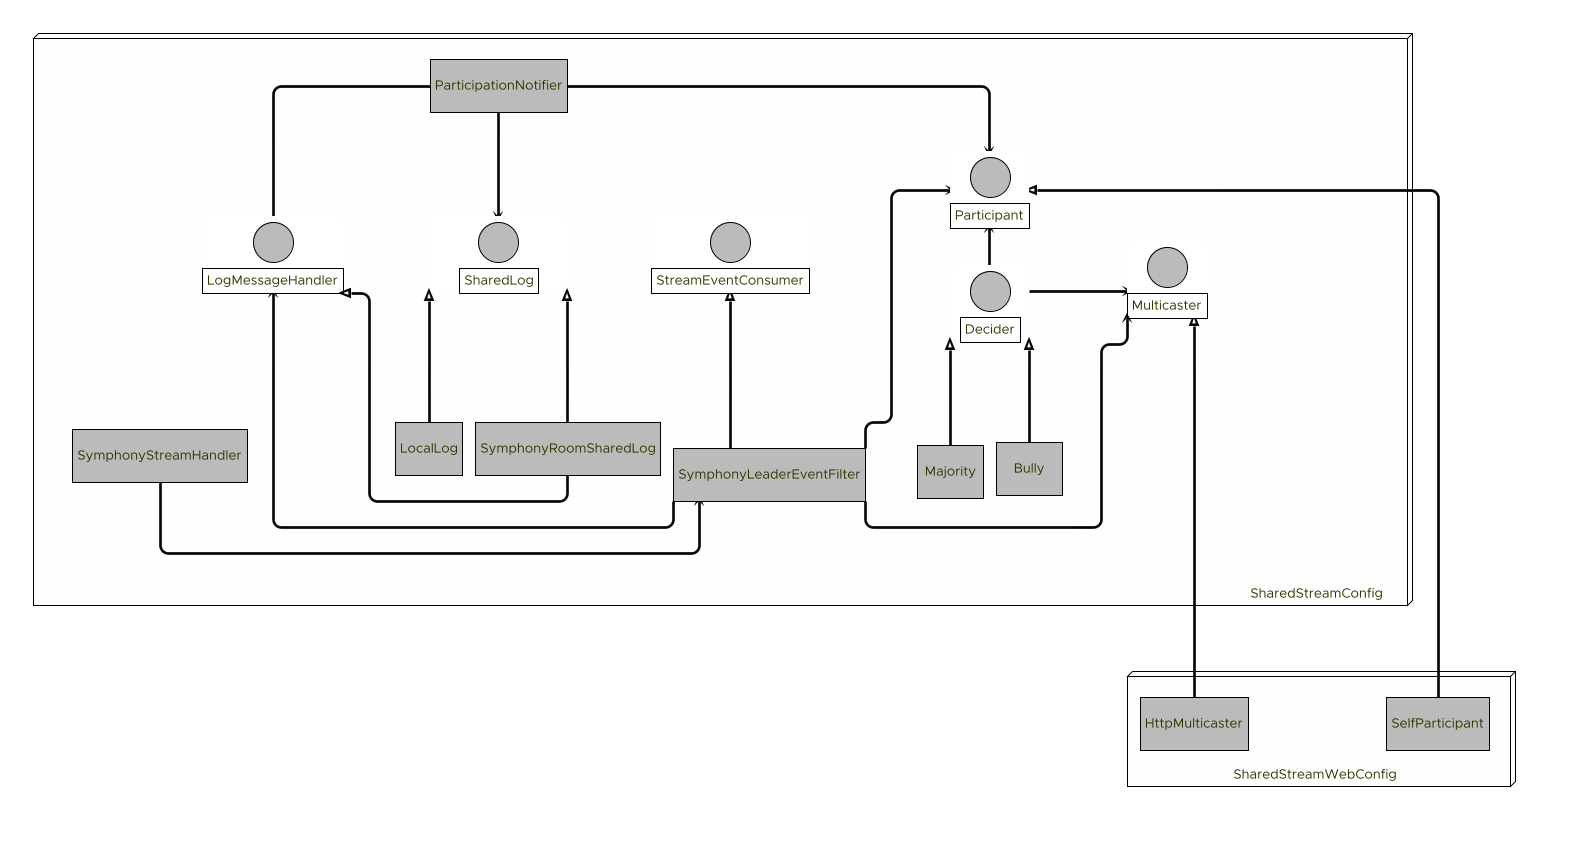 ParticipationNotifier
Participant
LogMessageHandler
SharedLog
StreamEventConsumer
Multicaster
Decider
SymphonyStreamHandler
LocalLog
SymphonyRoomSharedLog
SymphonyLeaderEventFilter
Majority
Bully
SharedStreamConfig
HttpMulticaster
SelfParticipant
SharedStreamWebConfig